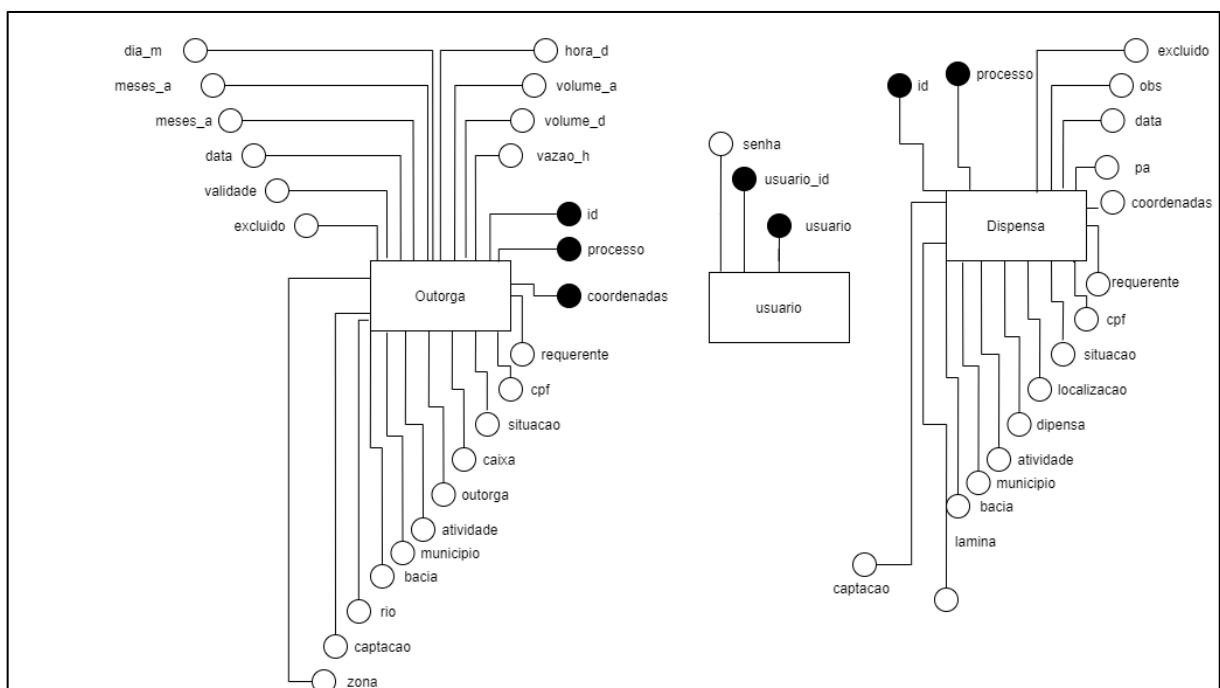 dia_m
hora_d
meses_a
volume_a
meses_a
volume_d
data
vazao_h
validade
excluido
id
processo
coordenadas
Outorga
requerente
cpf
situacao
caixa
outorga
atividade
municipio
bacia
rio
captacao
zona
senha
usuario_id
usuario
usuario
excluido
processo
id
obs
data
pa
coordenadas
Dispensa
requerente
cpf
situacao
localizacao
dipensa
atividade
municipio
bacia
lamina
captacao